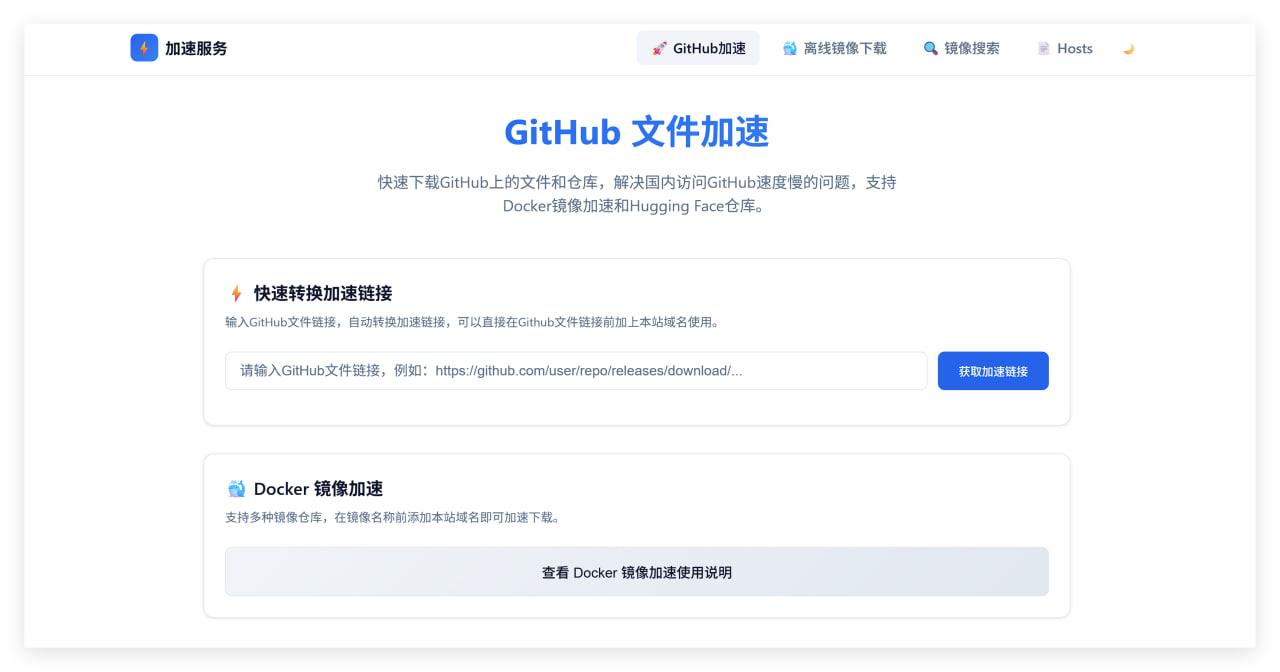 加速服务
GitHub加速
离线镜像下载
镜像搜索
Hosts
GitHub 文件加速
快速下载GitHub上的文件和仓库，解决国内访问GitHub速度慢的问题，支持
Docker镜像加速和Hugging Face仓库。
快速转换加速链接
输入GitHub文件链接，自动转换加速链接，可以直接在Github文件链接前加上本站域名使用。
请输入GitHub文件链接，例如：https://github.com/user/repo/releases/download/...
获取加速链接
Docker 镜像加速
支持多种镜像仓库，在镜像名称前添加本站域名即可加速下载。
查看 Docker 镜像加速使用说明